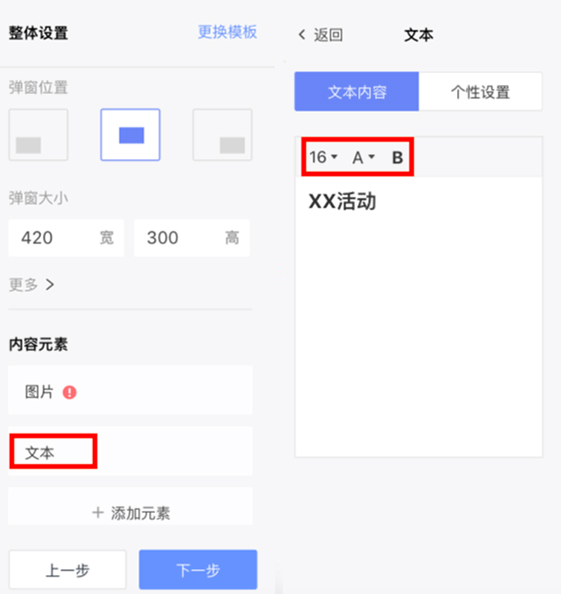 整体设置
更换模板
弹窗位置
弹窗大小
420 宽
300 高
更多 >
内容元素
图片
文本
+ 添加元素
上一步
下一步
< 返回
文本
文本内容
个性设置
16 A B
XX活动